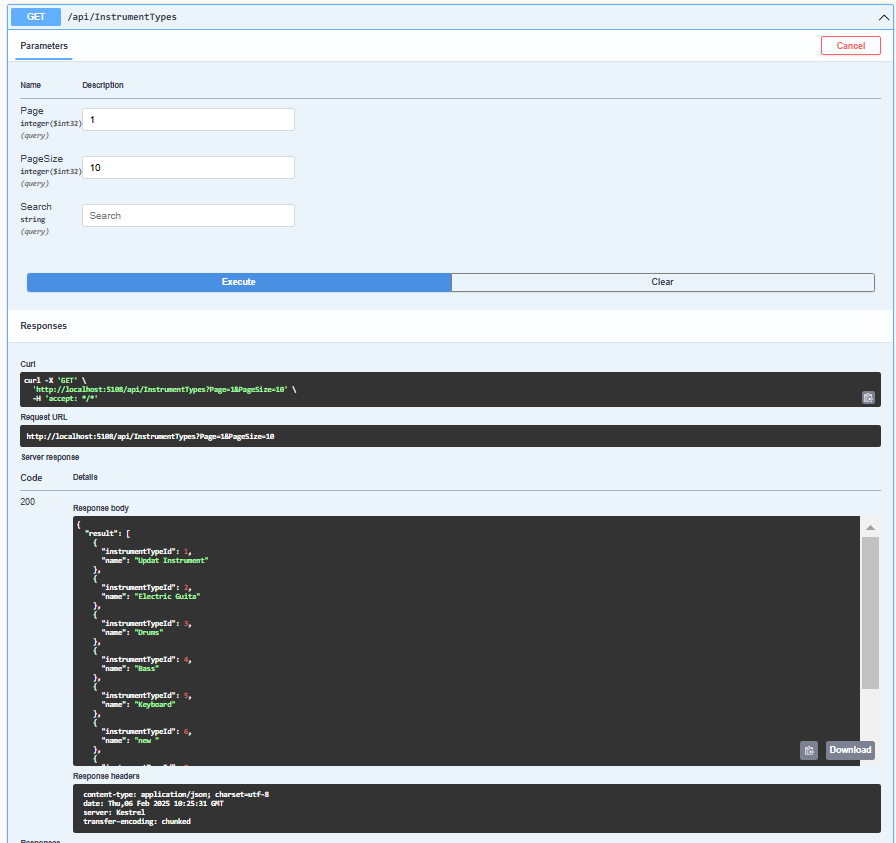 GET /api/InstrumentTypes
Parameters
Cancel
Name Description
Page
integer($int32)
(query)
1
PageSize
integer($int32)
(query)
10
Search
string
(query)
Search
Execute Clear
Responses
Curl
curl -X 'GET' \
'http://localhost:5108/api/InstrumentTypes?Page=1&PageSize=10' \
-H 'accept: */*'
Request URL
http://localhost:5108/api/InstrumentTypes?Page=1&PageSize=10
Server response
Code Details
200
Response body
{
"result": [
{
"instrumentTypeId": 1,
"name": "Updat Instrument"
},
{
"instrumentTypeId": 2,
"name": "Electric Guita"
},
{
"instrumentTypeId": 3,
"name": "Drums"
},
{
"instrumentTypeId": 4,
"name": "Bass"
},
{
"instrumentTypeId": 5,
"name": "Keyboard"
},
{
"instrumentTypeId": 6,
"name": "new "
},
{
Download
Response headers
content-type: application/json; charset=utf-8
date: Thu,06 Feb 2025 10:25:31 GMT
server: Kestrel
transfer-encoding: chunked
Responses